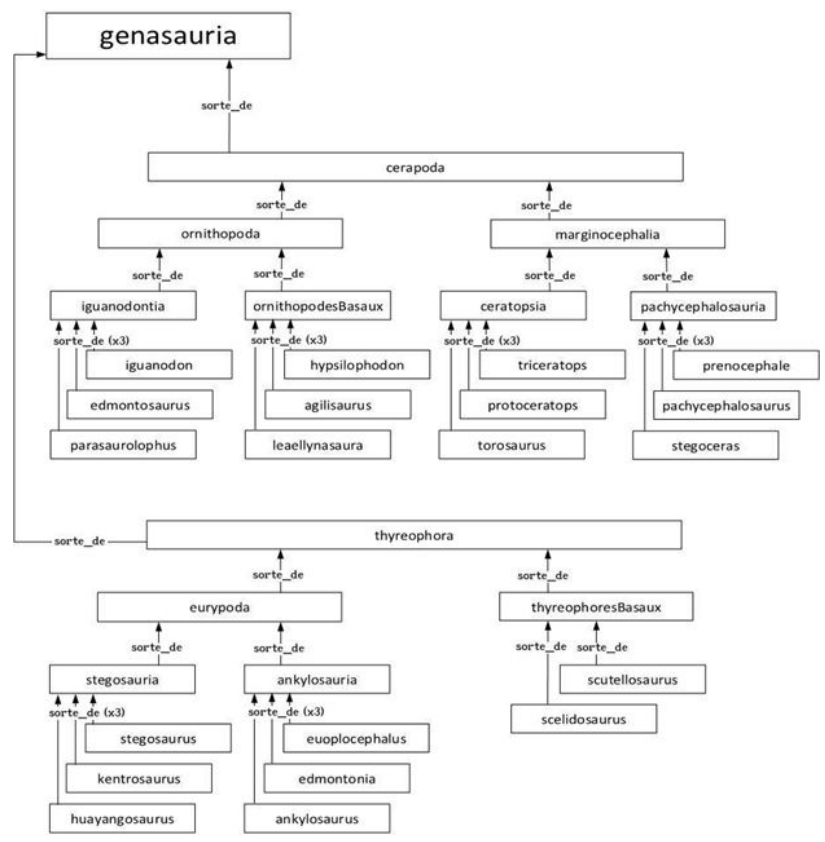 genasauria
sorte_de
cerapoda
sorte_de sorte_de
ornithopoda marginocephalia
sorte_de sorte_de sorte_de sorte_de
iguanodontia ornithopodesBasaux ceratopsia pachycephalosauria
sorte_de (x3) sorte_de (x3) sorte_de (x3) sorte_de (x3)
iguanodon hypsilophodon triceratops prenocephale
edmontosaurus agilisaurus protoceratops pachycephalosaurus
parasaurolophus leaellynasaura torosaurus stegoceras
sorte_de thyreophora
sorte_de sorte_de
eurypoda thyreophoresBasaux
sorte_de sorte_de sorte_de sorte_de
stegosauria ankylosauria scutellosaurus
sorte_de (x3) sorte_de (x3) scelidosaurus
stegosaurus euoplocephalus
kentrosaurus edmontonia
huayangosaurus ankylosaurus